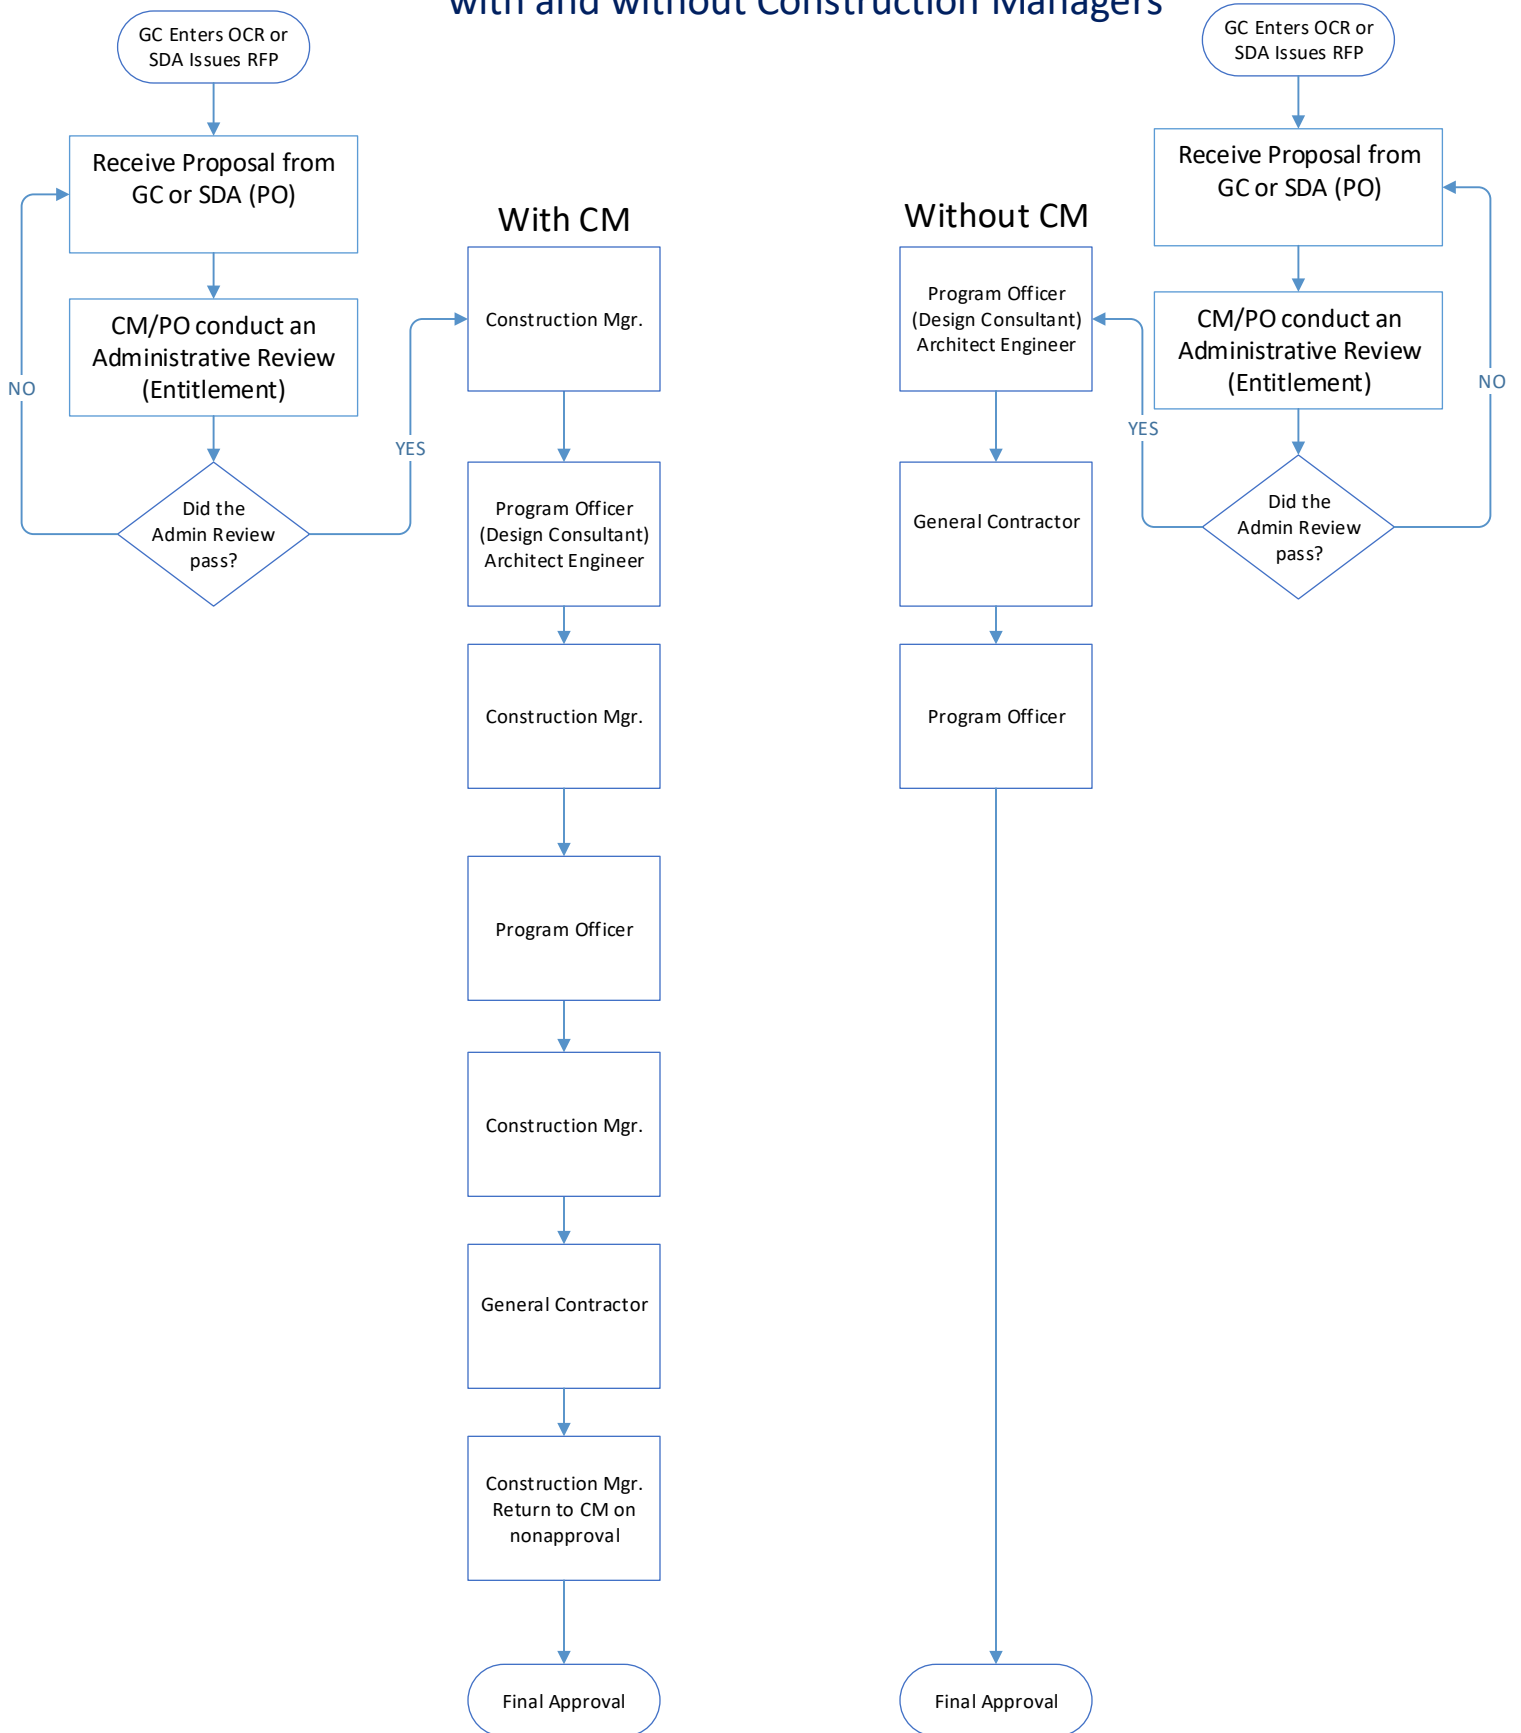 with and without Construction Managers
GC Enters OCR or
SDA Issues RFP
Receive Proposal from
GC or SDA (PO)
CM/PO conduct an
Administrative Review
(Entitlement)
NO
YES
Did the
Admin Review
pass?
With CM
Construction Mgr.
Program Officer
(Design Consultant)
Architect Engineer
Construction Mgr.
Program Officer
Construction Mgr.
General Contractor
Construction Mgr.
Return to CM on
nonapproval
Final Approval
Without CM
Program Officer
(Design Consultant)
Architect Engineer
General Contractor
Program Officer
Final Approval
GC Enters OCR or
SDA Issues RFP
Receive Proposal from
GC or SDA (PO)
CM/PO conduct an
Administrative Review
(Entitlement)
YES
NO
Did the
Admin Review
pass?